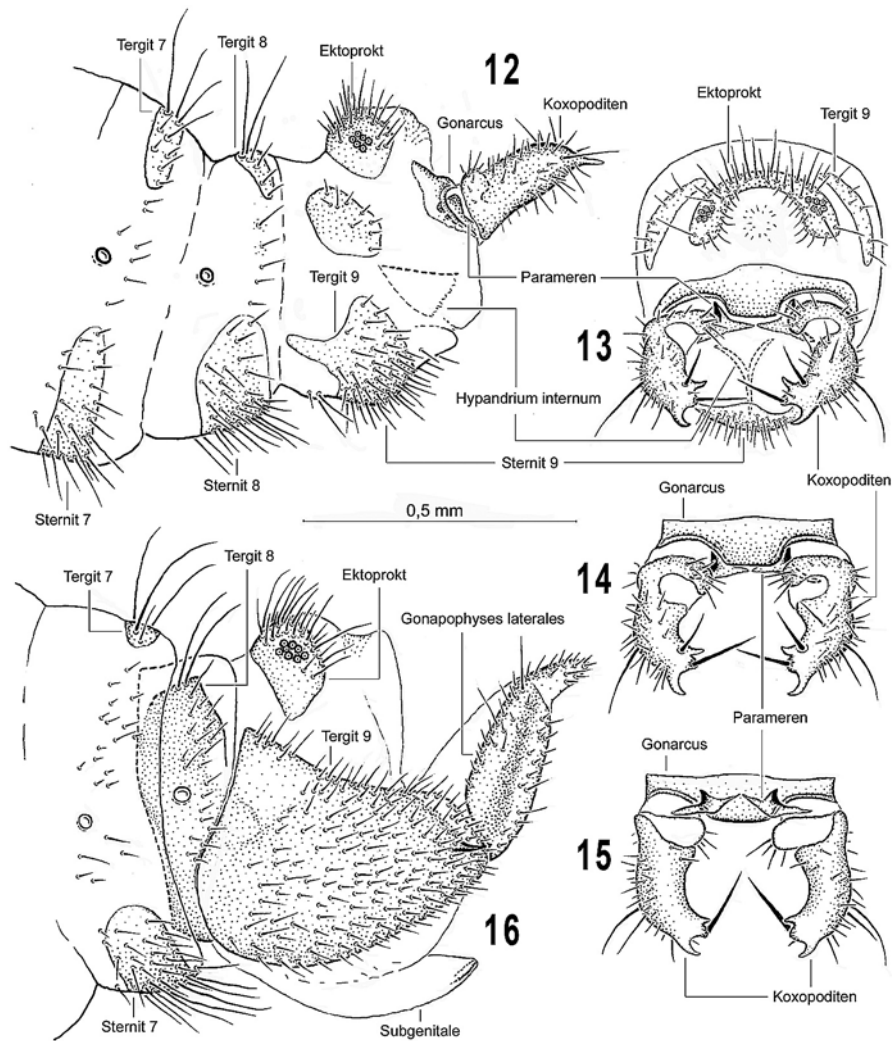 Tergit 7
Tergit 8
Ektoprokt
12
Gonarcus
Koxopoditen
Ektoprokt
Tergit 9
Tergit 9
Parameren
13
Hypandrium internum
Sternit 9
Sternit 8
Sternit 7
Koxopoditen
Gonarcus
0,5 mm
14
Tergit 7
Tergit 8
Ektoprokt
Gonapophyses laterales
Tergit 9
Parameren
Gonarcus
15
16
Koxopoditen
Sternit 7
Subgenitale